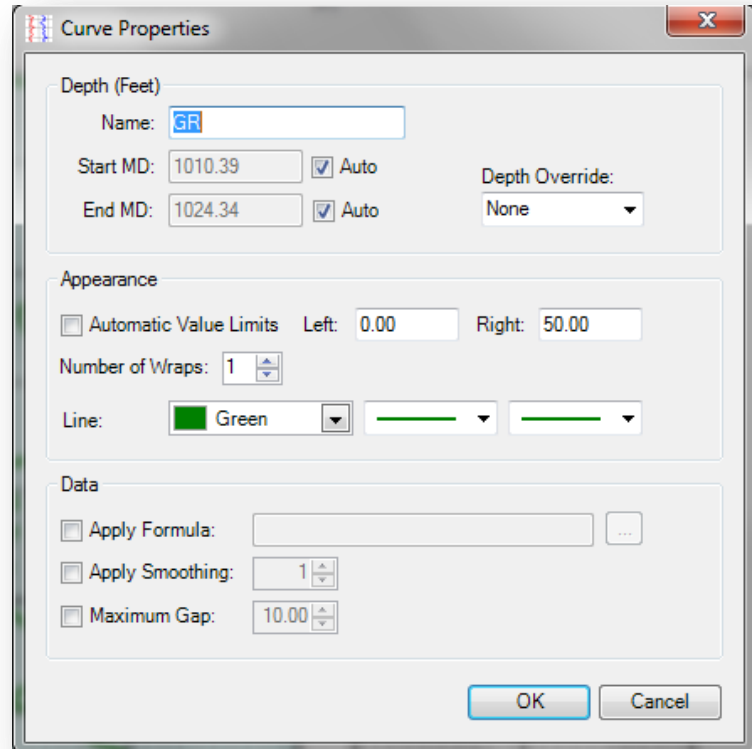 Curve Properties
Depth (Feet)
Name: GR
Start MD: 1010.39 Auto
Depth Override:
End MD: 1024.34 Auto None
Appearance
Automatic Value Limits Left: 0.00 Right: 50.00
Number of Wraps: 1
Line: Green
Data
Apply Formula: ...
Apply Smoothing: 1
Maximum Gap: 10.00
OK Cancel